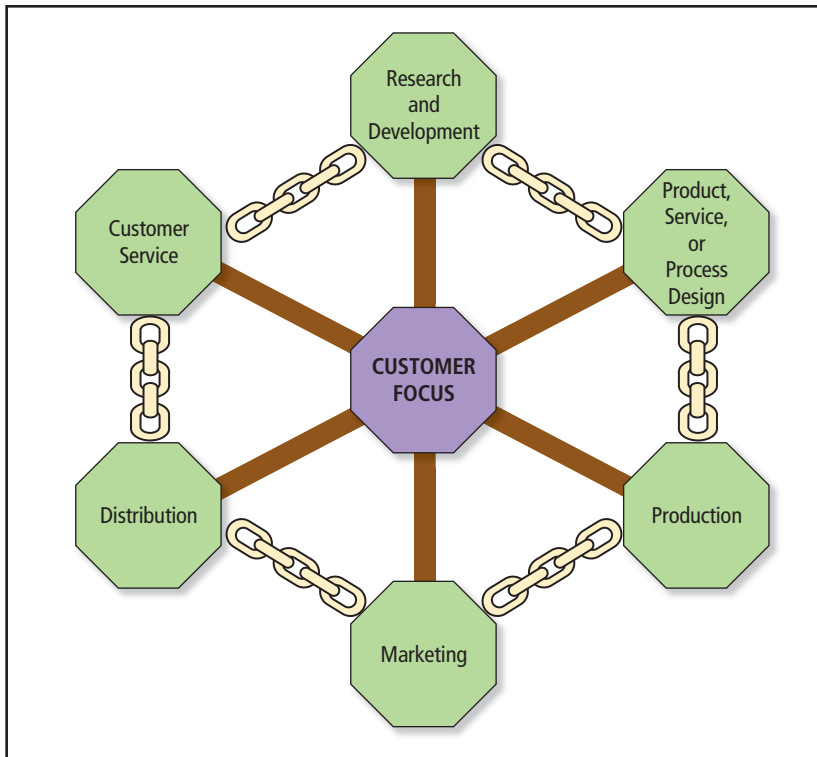 Research
and
Development
Product,
Service,
or
Process
Design
Customer
Service
CUSTOMER
FOCUS
Distribution
Production
Marketing